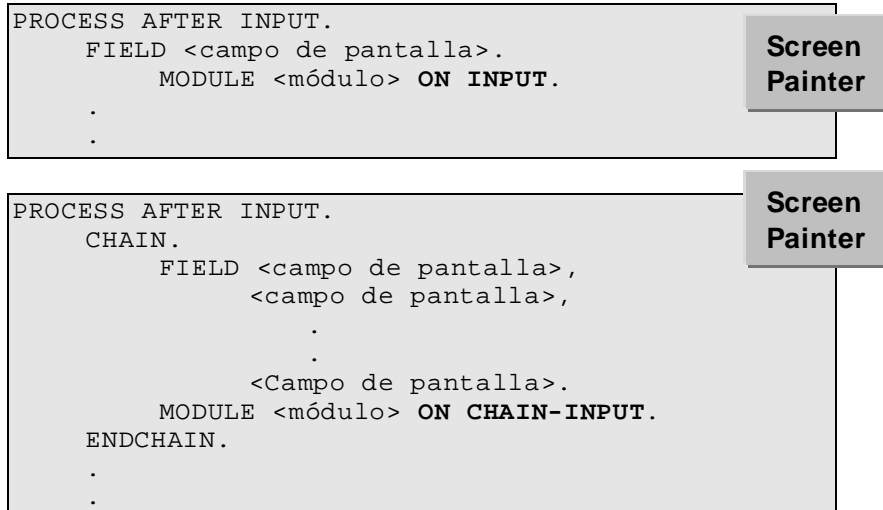 PROCESS AFTER INPUT.
FIELD <campo de pantalla>.
MODULE <módulo> ON INPUT.
.
.
Screen
Painter
PROCESS AFTER INPUT.
CHAIN.
FIELD <campo de pantalla>,
<campo de pantalla>,
.
.
<Campo de pantalla>.
MODULE <módulo> ON CHAIN-INPUT.
ENDCHAIN.
.
.
Screen
Painter